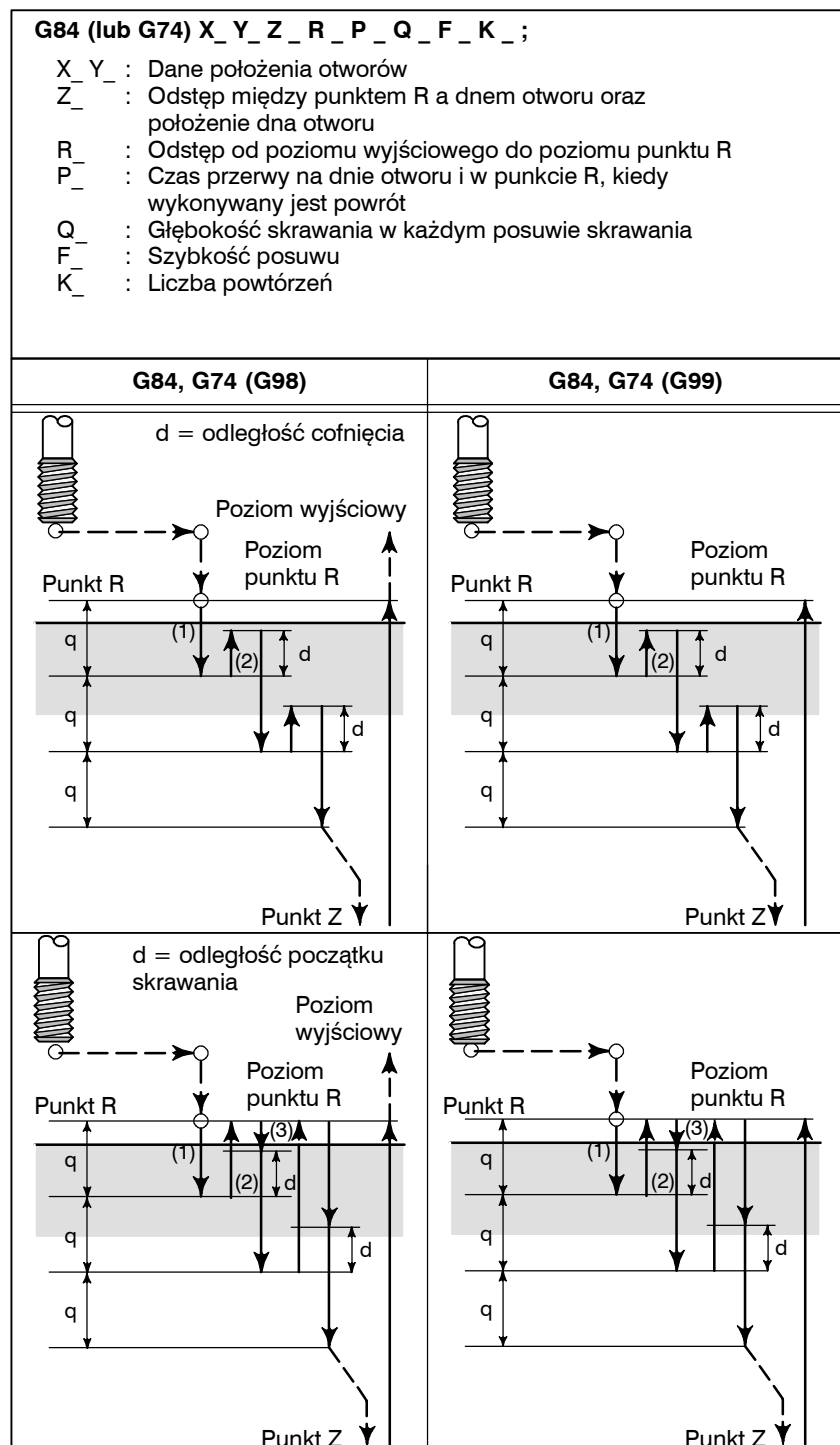 G84 (lub G74) X_ Y_ Z _ R _ P _ Q _ F _ K _ ;
X_ Y_ : Dane położenia otworów
Z_ : Odstęp między punktem R a dnem otworu oraz
położenie dna otworu
R_ : Odstęp od poziomu wyjściowego do poziomu punktu R
P_ : Czas przerwy na dnie otworu i w punkcie R, kiedy
wykonywany jest powrót
Q_ : Głębokość skrawania w każdym posuwie skrawania
F_ : Szybkość posuwu
K_ : Liczba powtórzeń
G84, G74 (G98)
G84, G74 (G99)
d = odległość cofnięcia
Poziom wyjściowy
Poziom
punktu R
Punkt R
q
(1)
(2)
d
q
d
q
Punkt Z
Poziom
punktu R
Punkt R
q
(1)
(2)
d
q
d
q
Punkt Z
d = odległość początku
skrawania
Poziom
wyjściowy
Poziom
punktu R
Punkt R
(3)
q
(1)
(2)
d
q
d
q
Punkt Z
Poziom
punktu R
Punkt R
(3)
q
(1)
(2)
d
q
d
q
Punkt Z